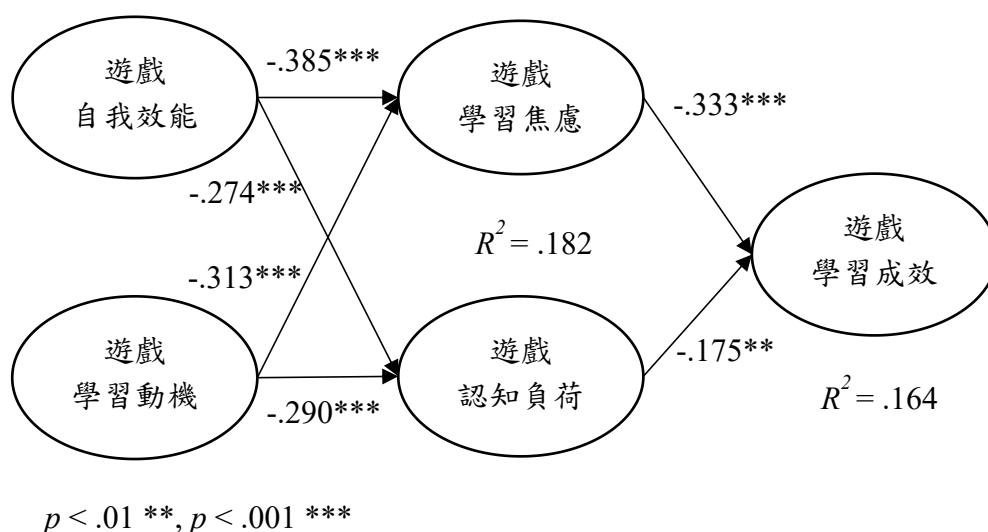 遊戲
自我效能
-.385***
遊戲
學習焦慮
-.333***
-.274***
R² = .182
遊戲
學習成效
-.313***
遊戲
學習動機
-.290***
遊戲
認知負荷
-.175**
R² = .164
p < .01 **, p < .001 ***